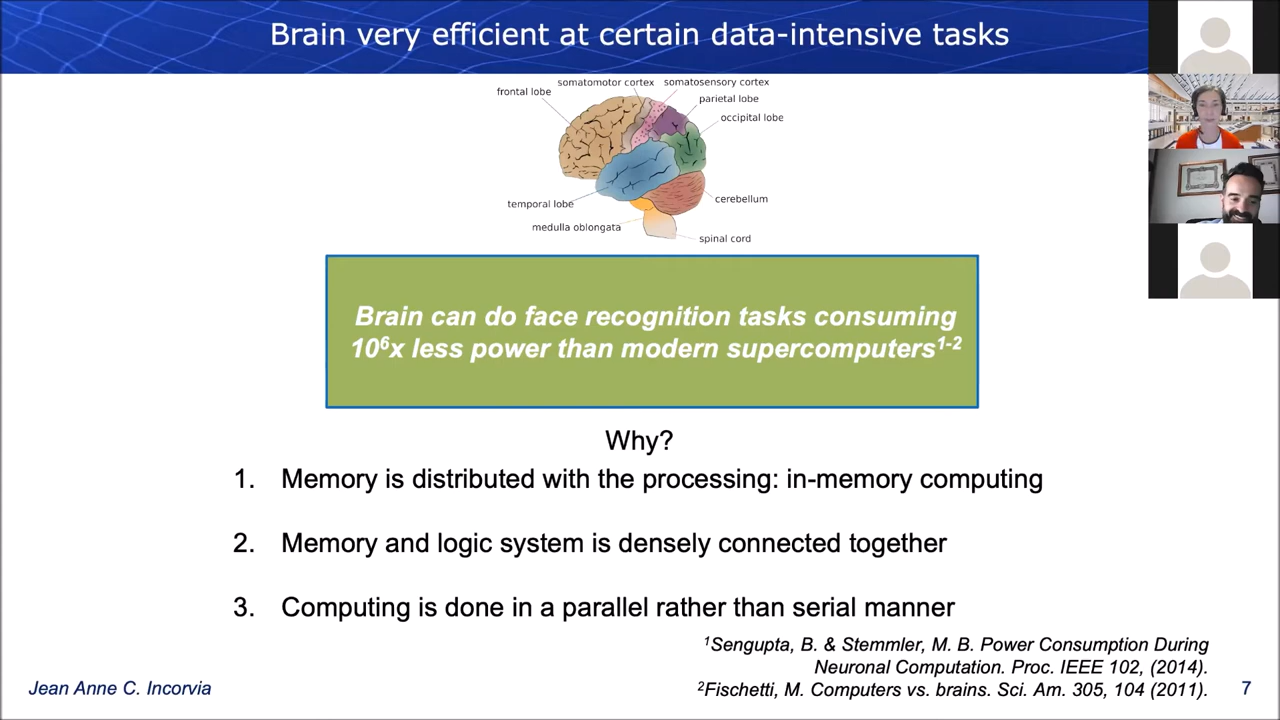 Brain very efficient at certain data-intensive tasks
somatomotor cortex
somatosensory cortex
frontal lobe
parietal lobe
occipital lobe
temporal lobe
cerebellum
medulla oblongata
spinal cord
Brain can do face recognition tasks consuming
10⁶x less power than modern supercomputers¹⁻²
Why?
1. Memory is distributed with the processing: in-memory computing
2. Memory and logic system is densely connected together
3. Computing is done in a parallel rather than serial manner
¹Sengupta, B. & Stemmler, M. B. Power Consumption During
Neuronal Computation. Proc. IEEE 102, (2014).
²Fischetti, M. Computers vs. brains. Sci. Am. 305, 104 (2011).
Jean Anne C. Incorvia
7